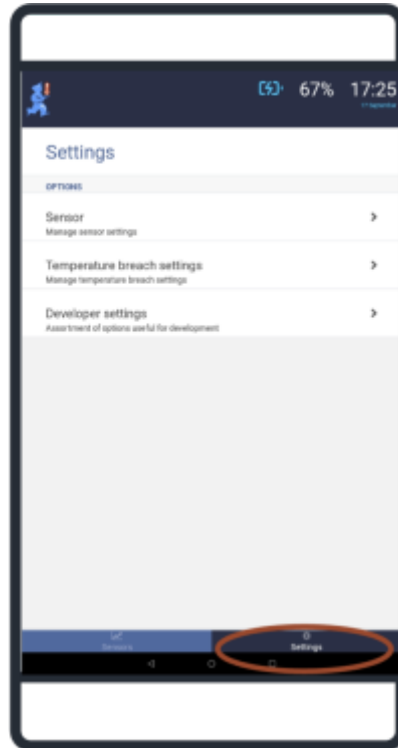 67% 17:25
Settings
OPTIONS
Sensor
Manage sensor settings
Temperature breach settings
Manage temperature breach settings
Developer settings
Assortment of options useful for development
Sensors
Settings